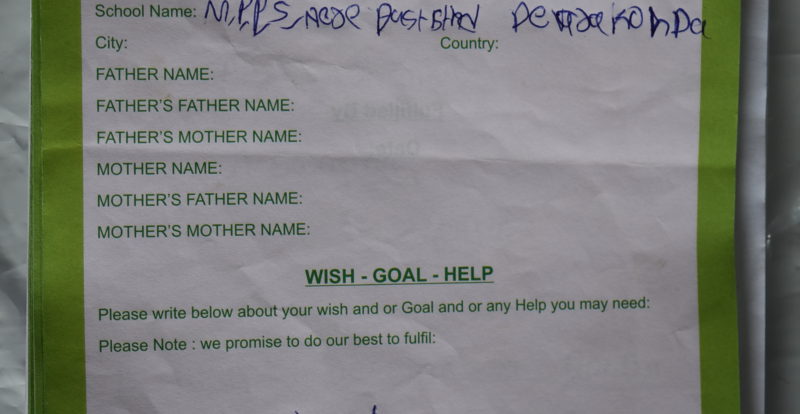 School Name: M.P.P.S, near bustStand Penukonda
City: Country:
FATHER NAME:
FATHER'S FATHER NAME:
FATHER'S MOTHER NAME:
MOTHER NAME:
MOTHER'S FATHER NAME:
MOTHER'S MOTHER NAME:
WISH - GOAL - HELP
Please write below about your wish and or Goal and or any Help you may need:
Please Note : we promise to do our best to fulfil: